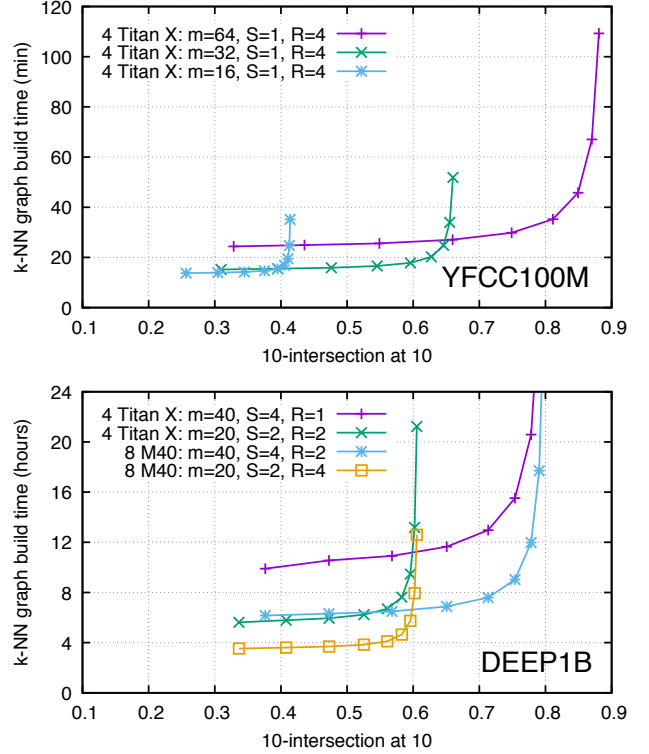 k-NN graph build time (min)
120
100
80
60
40
20
0
4 Titan X: m=64, S=1, R=4
4 Titan X: m=32, S=1, R=4
4 Titan X: m=16, S=1, R=4
YFCC100M
0.1 0.2 0.3 0.4 0.5 0.6 0.7 0.8 0.9
10-intersection at 10
k-NN graph build time (hours)
24
20
16
12
8
4
0
4 Titan X: m=40, S=4, R=1
4 Titan X: m=20, S=2, R=2
8 M40: m=40, S=4, R=2
8 M40: m=20, S=2, R=4
DEEP1B
0.1 0.2 0.3 0.4 0.5 0.6 0.7 0.8 0.9
10-intersection at 10